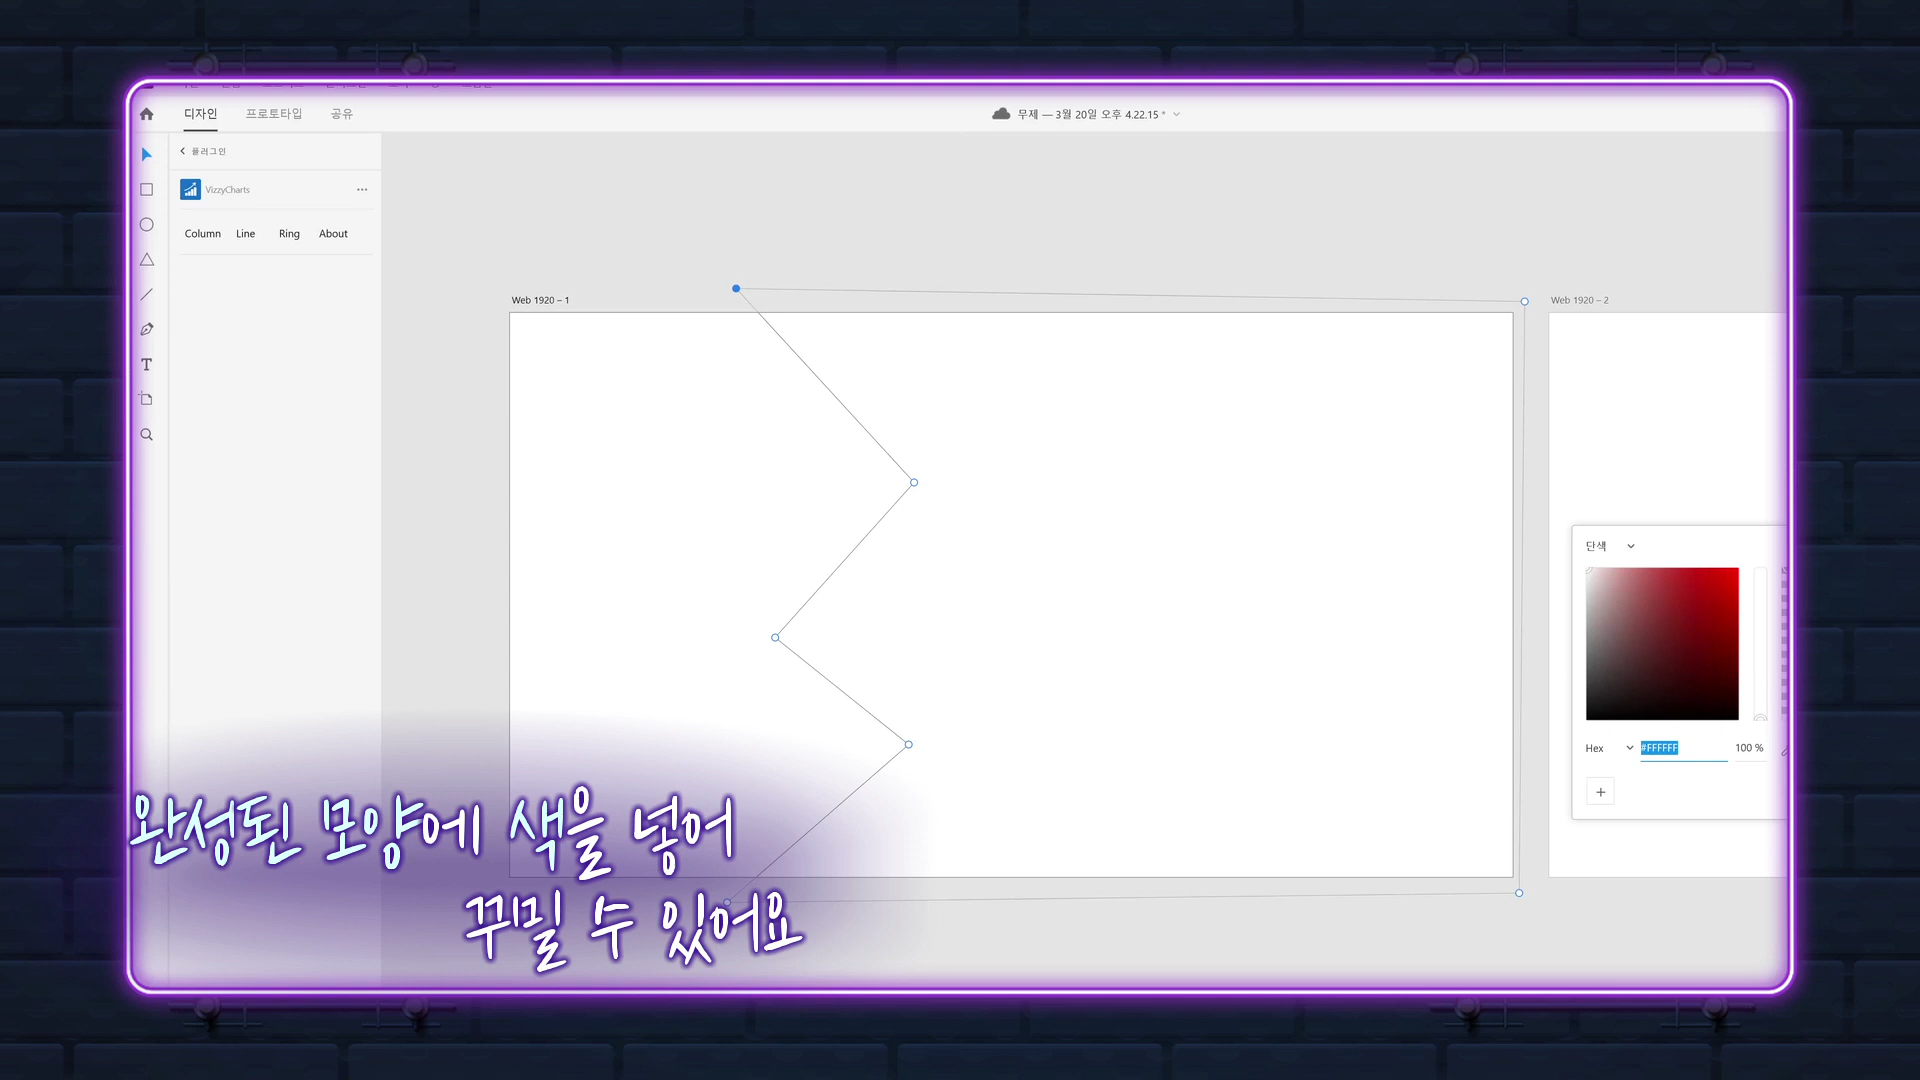 디자인 프로토타입 공유
무제 — 3월 20일 오후 4.22.15 *
플러그인
VizzyCharts
Column Line Ring About
Web 1920 – 1
Web 1920 – 2
단색
Hex #FFFFFF 100 %
완성된 모양에 색을 넣어
꾸밀 수 있어요